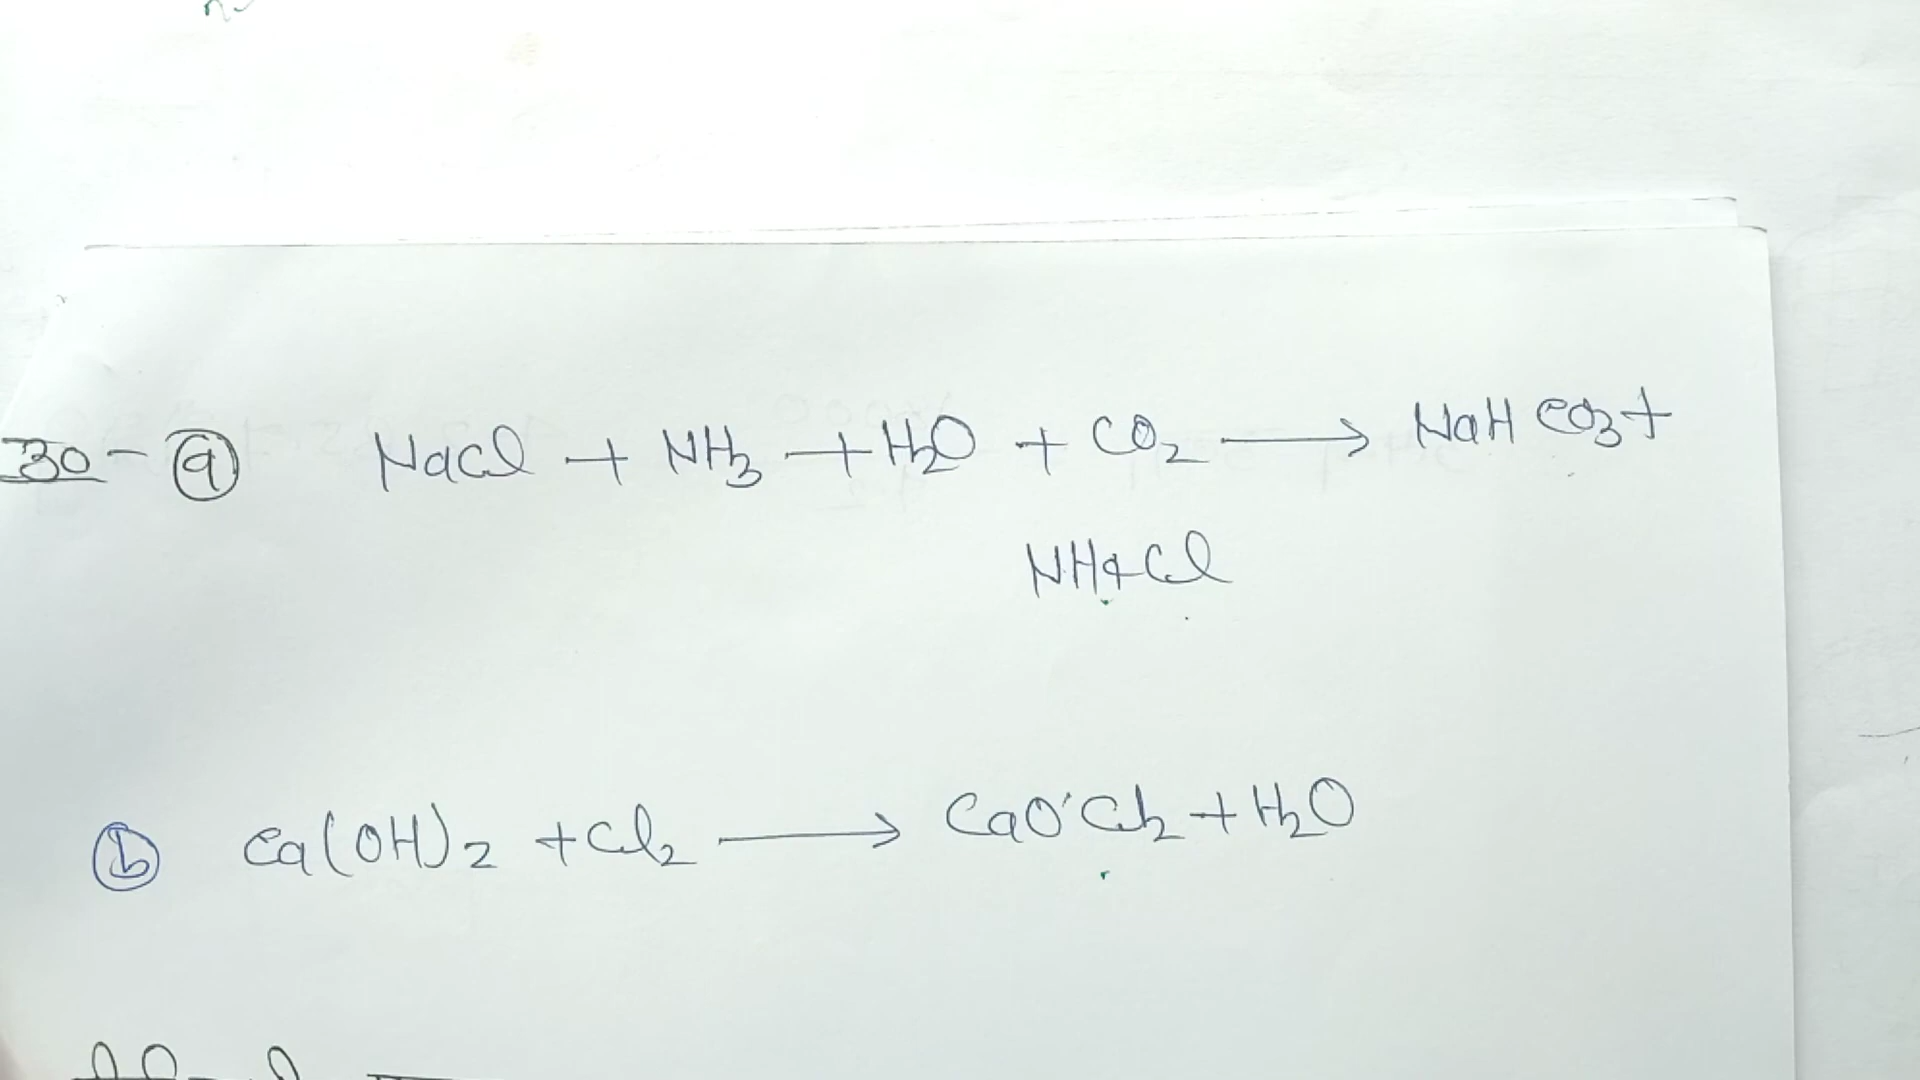 30 - (a) NaCl + NH3 + H2O + CO2 → NaHCO3 +
NH4Cl
(b) Ca(OH)2 + Cl2 → CaOCl2 + H2O